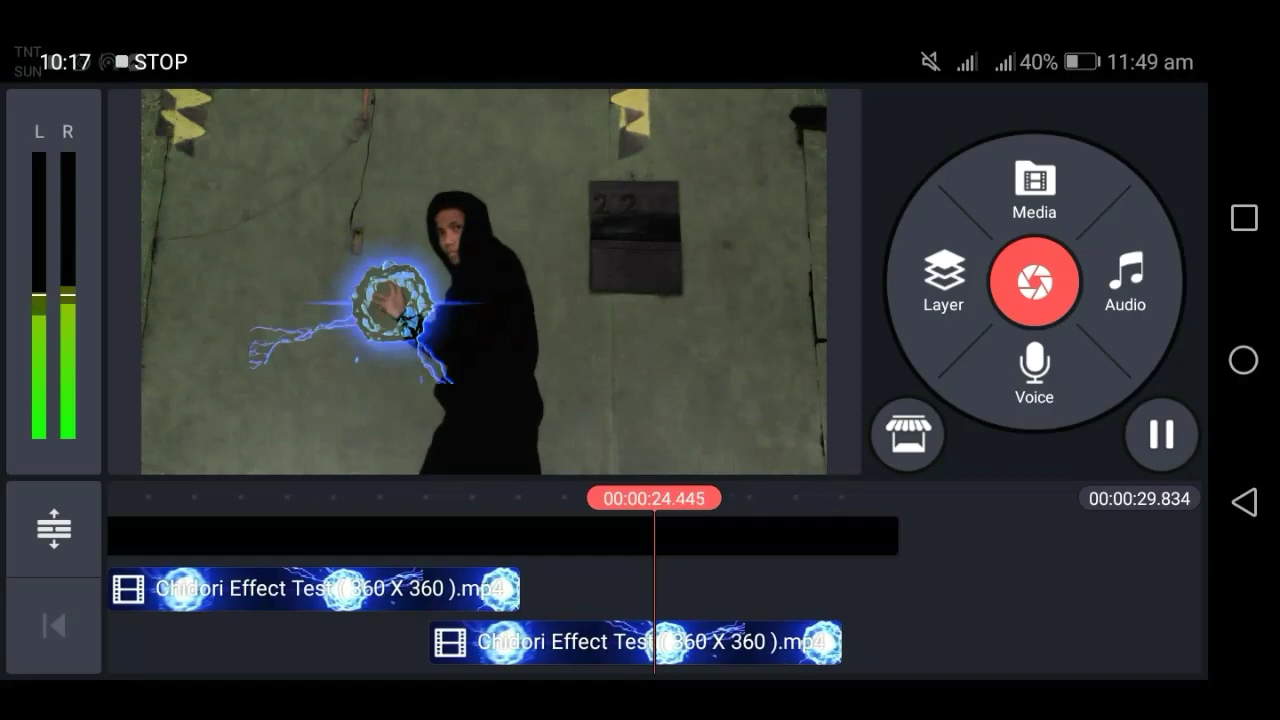 TNT
SUN
10:17 STOP
40% 11:49 am
L R
22
Media
Layer
Audio
Voice
00:00:24.445
00:00:29.834
Chidori Effect Test ( 360 X 360 ).mp4
Chidori Effect Test ( 360 X 360 ).mp4